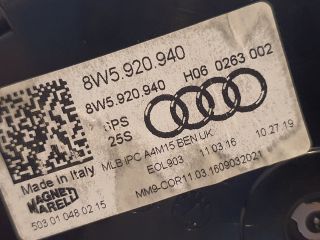 8W5.920.940
8W5.920.940 H06 0263 002
IPS
25S
MLB IPC A4M15 BEN UK
EOL903 11.03.16 10:27:19
MM9-COR11.03.1609032021
Made in Italy
MAGNETI
MARELLI
503 01 048 02 15